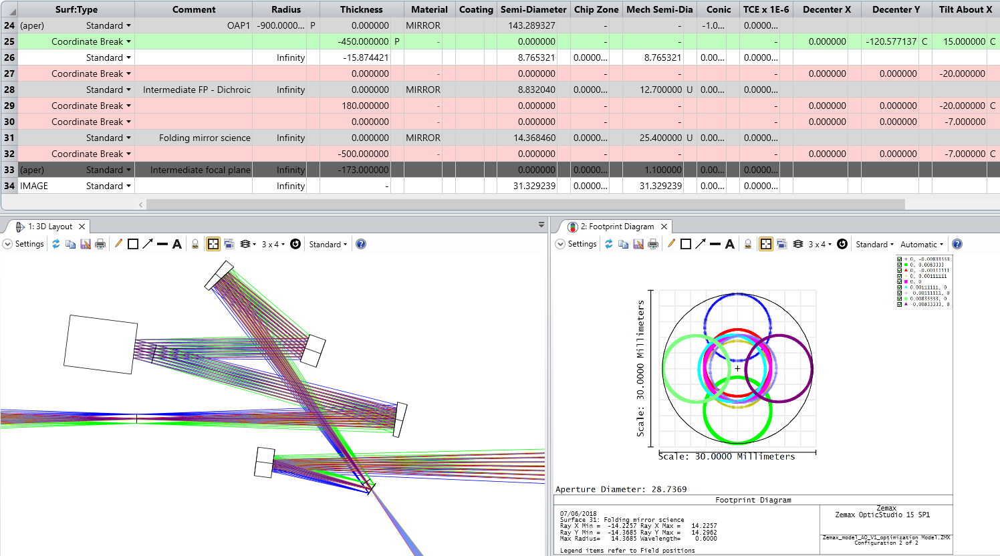 Surf:Type Comment Radius Thickness Material Coating Semi-Diameter Chip Zone Mech Semi-Dia Conic TCE x 1E-6 Decenter X Decenter Y Tilt About X
24 (aper) Standard OAP1 -900.0000... P 0.000000 MIRROR 143.289327 - - -1.0... 0.0000...
25 Coordinate Break -450.000000 P - 0.000000 - - - 0.000000 -120.577137 C 15.000000 C
26 Standard Infinity -15.874421 8.765321 0.0000... 8.765321 0.00... 0.0000...
27 Coordinate Break 0.000000 - 0.000000 - - - 0.000000 0.000000 -20.000000
28 Standard Intermediate FP - Dichroic Infinity 0.000000 MIRROR 8.832040 0.0000... 12.700000 U 0.00... 0.0000...
29 Coordinate Break 180.000000 - 0.000000 - - - 0.000000 0.000000 -20.000000 C
30 Coordinate Break 0.000000 - 0.000000 - - - 0.000000 0.000000 -7.000000
31 Standard Folding mirror science Infinity 0.000000 MIRROR 14.368460 0.0000... 25.400000 U 0.00... 0.0000...
32 Coordinate Break -500.000000 - 0.000000 - - - 0.000000 0.000000 -7.000000 C
33 (aper) Standard Intermediate focal plane Infinity -173.000000 0.000000 0.0000... 1.100000 0.00... 0.0000...
34 IMAGE Standard Infinity - 31.329239 0.0000... 31.329239 0.00... 0.0000...
1: 3D Layout
Settings 3 x 4 Standard
2: Footprint Diagram
Settings 3 x 4 Standard Automatic
0, -0.00833333
0, 0.0083333
0, -0.00111111
0, 0.00111111
0, 0
0.00111111, 0
0.00111111, 0
0.00833333, 0
-0.00833333, 0
Scale: 30.0000 Millimeters
Scale: 30.0000 Millimeters
Aperture Diameter: 28.7369
Footprint Diagram
07/06/2018
Surface 31: Folding mirror science
Ray X Min = -14.2257 Ray X Max = 14.2257
Ray Y Min = -14.3685 Ray Y Max = 14.2962
Max Radius= 14.3685 Wavelength= 0.6000
Legend items refer to Field positions
Zemax
Zemax OpticStudio 15 SP1
Zemax_model_AO_V1_optimization Model.ZMX
Configuration 2 of 2